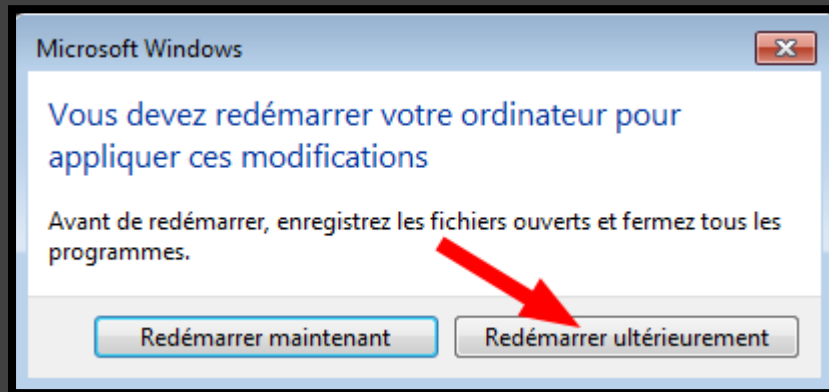 Microsoft Windows
Vous devez redémarrer votre ordinateur pour
appliquer ces modifications
Avant de redémarrer, enregistrez les fichiers ouverts et fermez tous les
programmes.
Redémarrer maintenant
Redémarrer ultérieurement